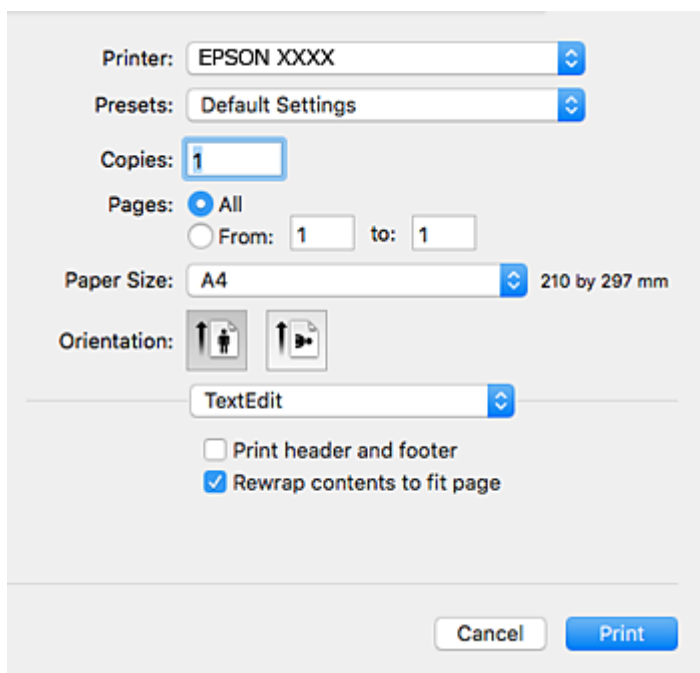 Printer: EPSON XXXX
Presets: Default Settings
Copies: 1
Pages: All
From: 1 to: 1
Paper Size: A4 210 by 297 mm
Orientation:
TextEdit
Print header and footer
Rewrap contents to fit page
Cancel Print